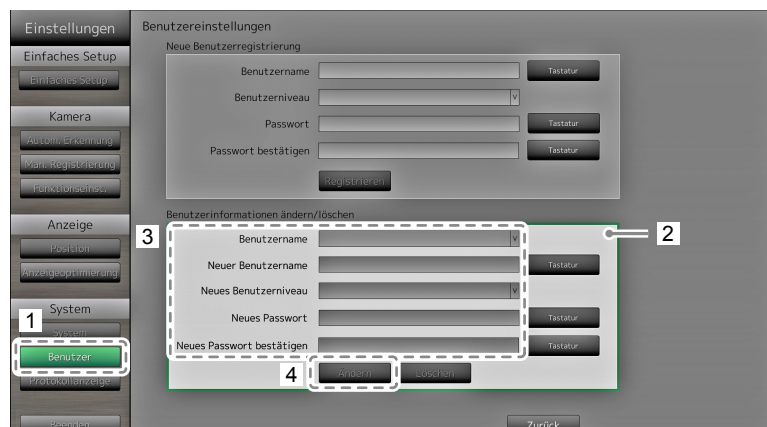 Einstellungen
Einfaches Setup
Einfaches Setup
Kamera
Autom. Erkennung
Man. Registrierung
Funktionseinst.
Anzeige
Position
Anzeigeoptimierung
System
1
System
Benutzer
Protokollanzeige
Beenden
Benutzereinstellungen
Neue Benutzerregistrierung
Benutzername
Tastatur
Benutzerniveau
Passwort
Tastatur
Passwort bestätigen
Tastatur
Registrieren
Benutzerinformationen ändern/löschen
3
2
Benutzername
Neuer Benutzername
Tastatur
Neues Benutzerniveau
Neues Passwort
Tastatur
Neues Passwort bestätigen
Tastatur
4
Ändern
Löschen
Zurück